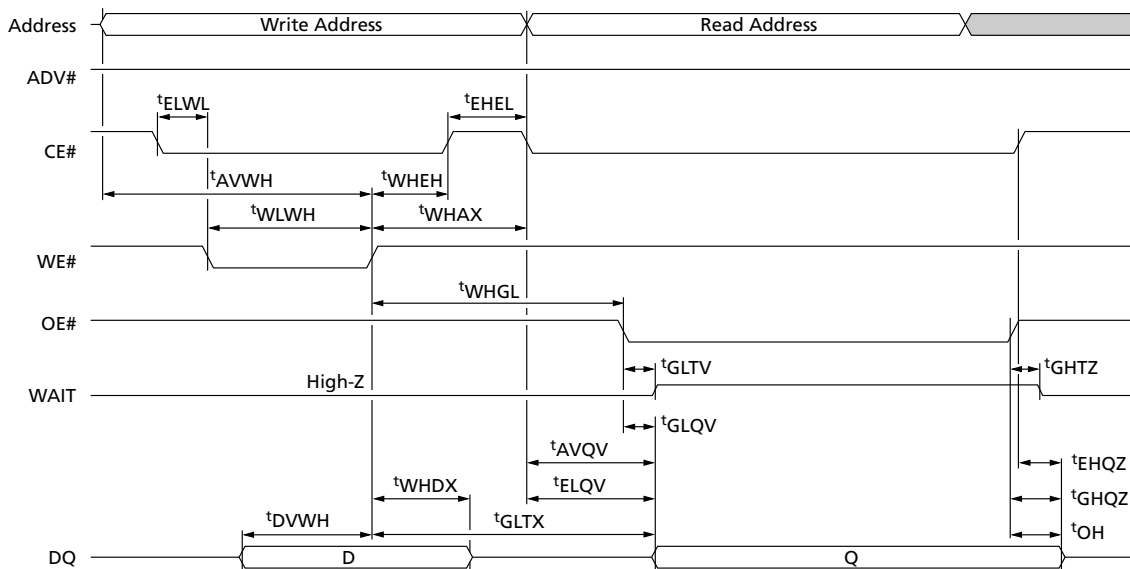 Address Write Address Read Address
ADV#
tELWL tEHEL
CE#
tAVWH tWHEH
tWLWH tWHAX
WE#
tWHGL
OE#
tGLTV tGHTZ
High-Z
WAIT
tGLQV
tAVQV tEHQZ
tWHDX tELQV tGHQZ
tDVWH tGLTX tOH
DQ D Q